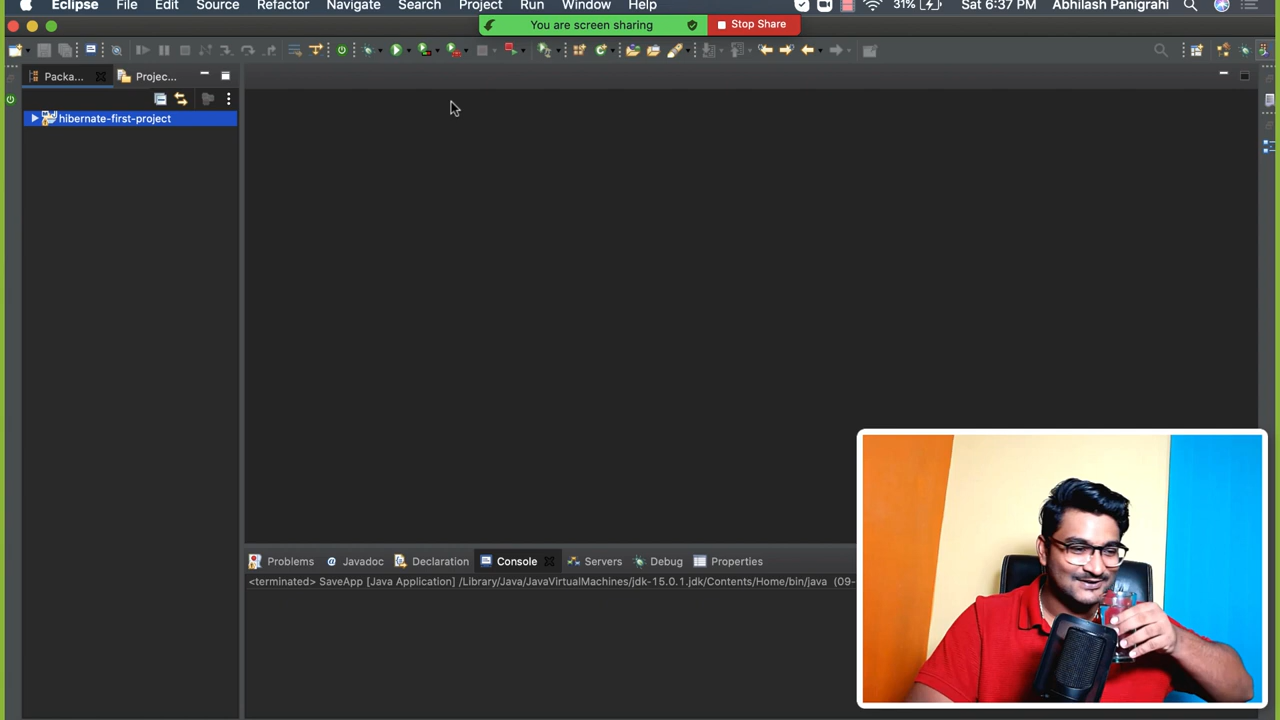 Eclipse File Edit Source Refactor Navigate Search Project Run Window Help 31% Sat 6:37 PM Abhilash Panigrahi
You are screen sharing Stop Share
Packa... Projec...
hibernate-first-project
Problems Javadoc Declaration Console Servers Debug Properties
<terminated> SaveApp [Java Application] /Library/Java/JavaVirtualMachines/jdk-15.0.1.jdk/Contents/Home/bin/java (09-